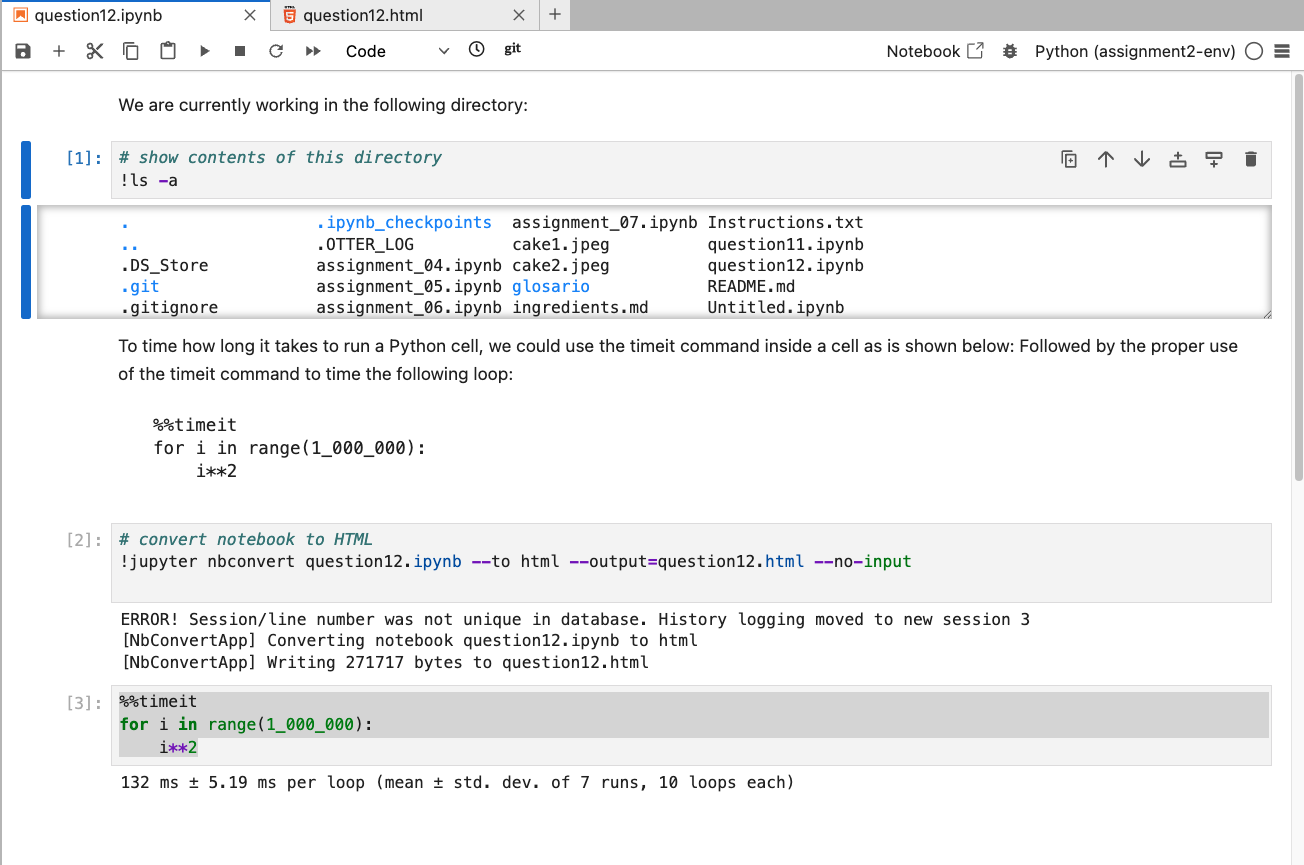 question12.ipynb question12.html
Code git Notebook Python (assignment2-env)
We are currently working in the following directory:
[1]: # show contents of this directory
!ls -a
. .ipynb_checkpoints assignment_07.ipynb Instructions.txt
.. .OTTER_LOG cake1.jpeg question11.ipynb
.DS_Store assignment_04.ipynb cake2.jpeg question12.ipynb
.git assignment_05.ipynb glosario README.md
.gitignore assignment_06.ipynb ingredients.md Untitled.ipynb
To time how long it takes to run a Python cell, we could use the timeit command inside a cell as is shown below: Followed by the proper use
of the timeit command to time the following loop:
%%timeit
for i in range(1_000_000):
    i**2
[2]: # convert notebook to HTML
!jupyter nbconvert question12.ipynb --to html --output=question12.html --no-input
ERROR! Session/line number was not unique in database. History logging moved to new session 3
[NbConvertApp] Converting notebook question12.ipynb to html
[NbConvertApp] Writing 271717 bytes to question12.html
[3]: %%timeit
for i in range(1_000_000):
    i**2
132 ms ± 5.19 ms per loop (mean ± std. dev. of 7 runs, 10 loops each)